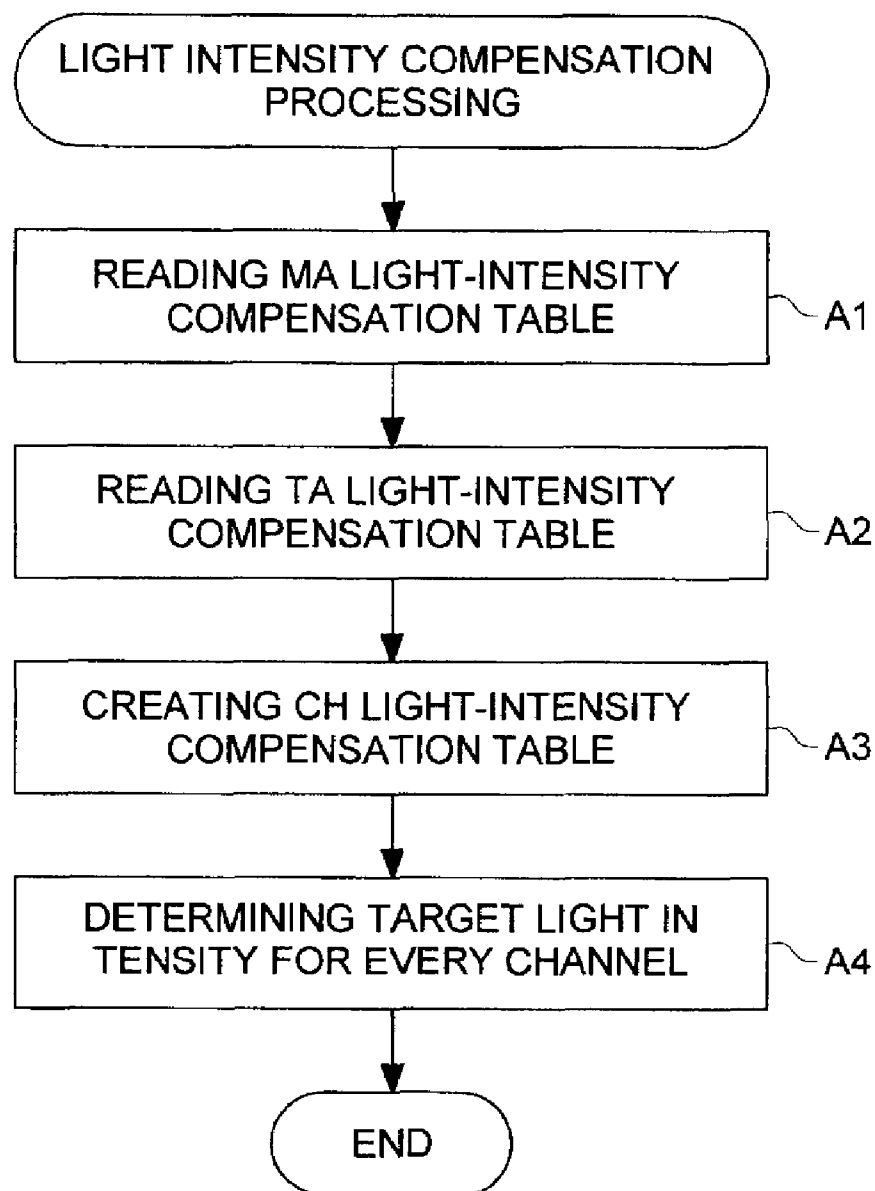 LIGHT INTENSITY COMPENSATION
PROCESSING
READING MA LIGHT-INTENSITY
COMPENSATION TABLE
A1
READING TA LIGHT-INTENSITY
COMPENSATION TABLE
A2
CREATING CH LIGHT-INTENSITY
COMPENSATION TABLE
A3
DETERMINING TARGET LIGHT IN
TENSITY FOR EVERY CHANNEL
A4
END